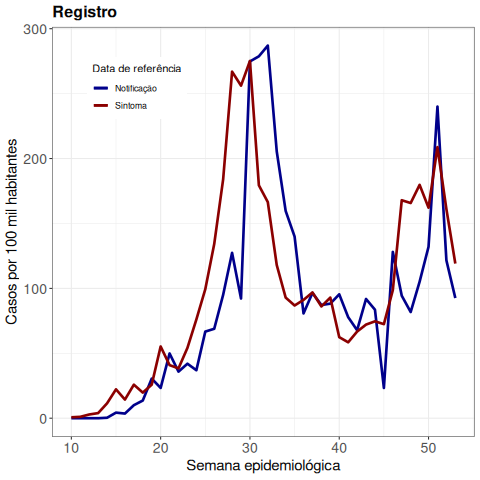 Registro
Casos por 100 mil habitantes
300
200
100
0
Data de referência
Notificação
Sintoma
10
20
30
40
50
Semana epidemiológica